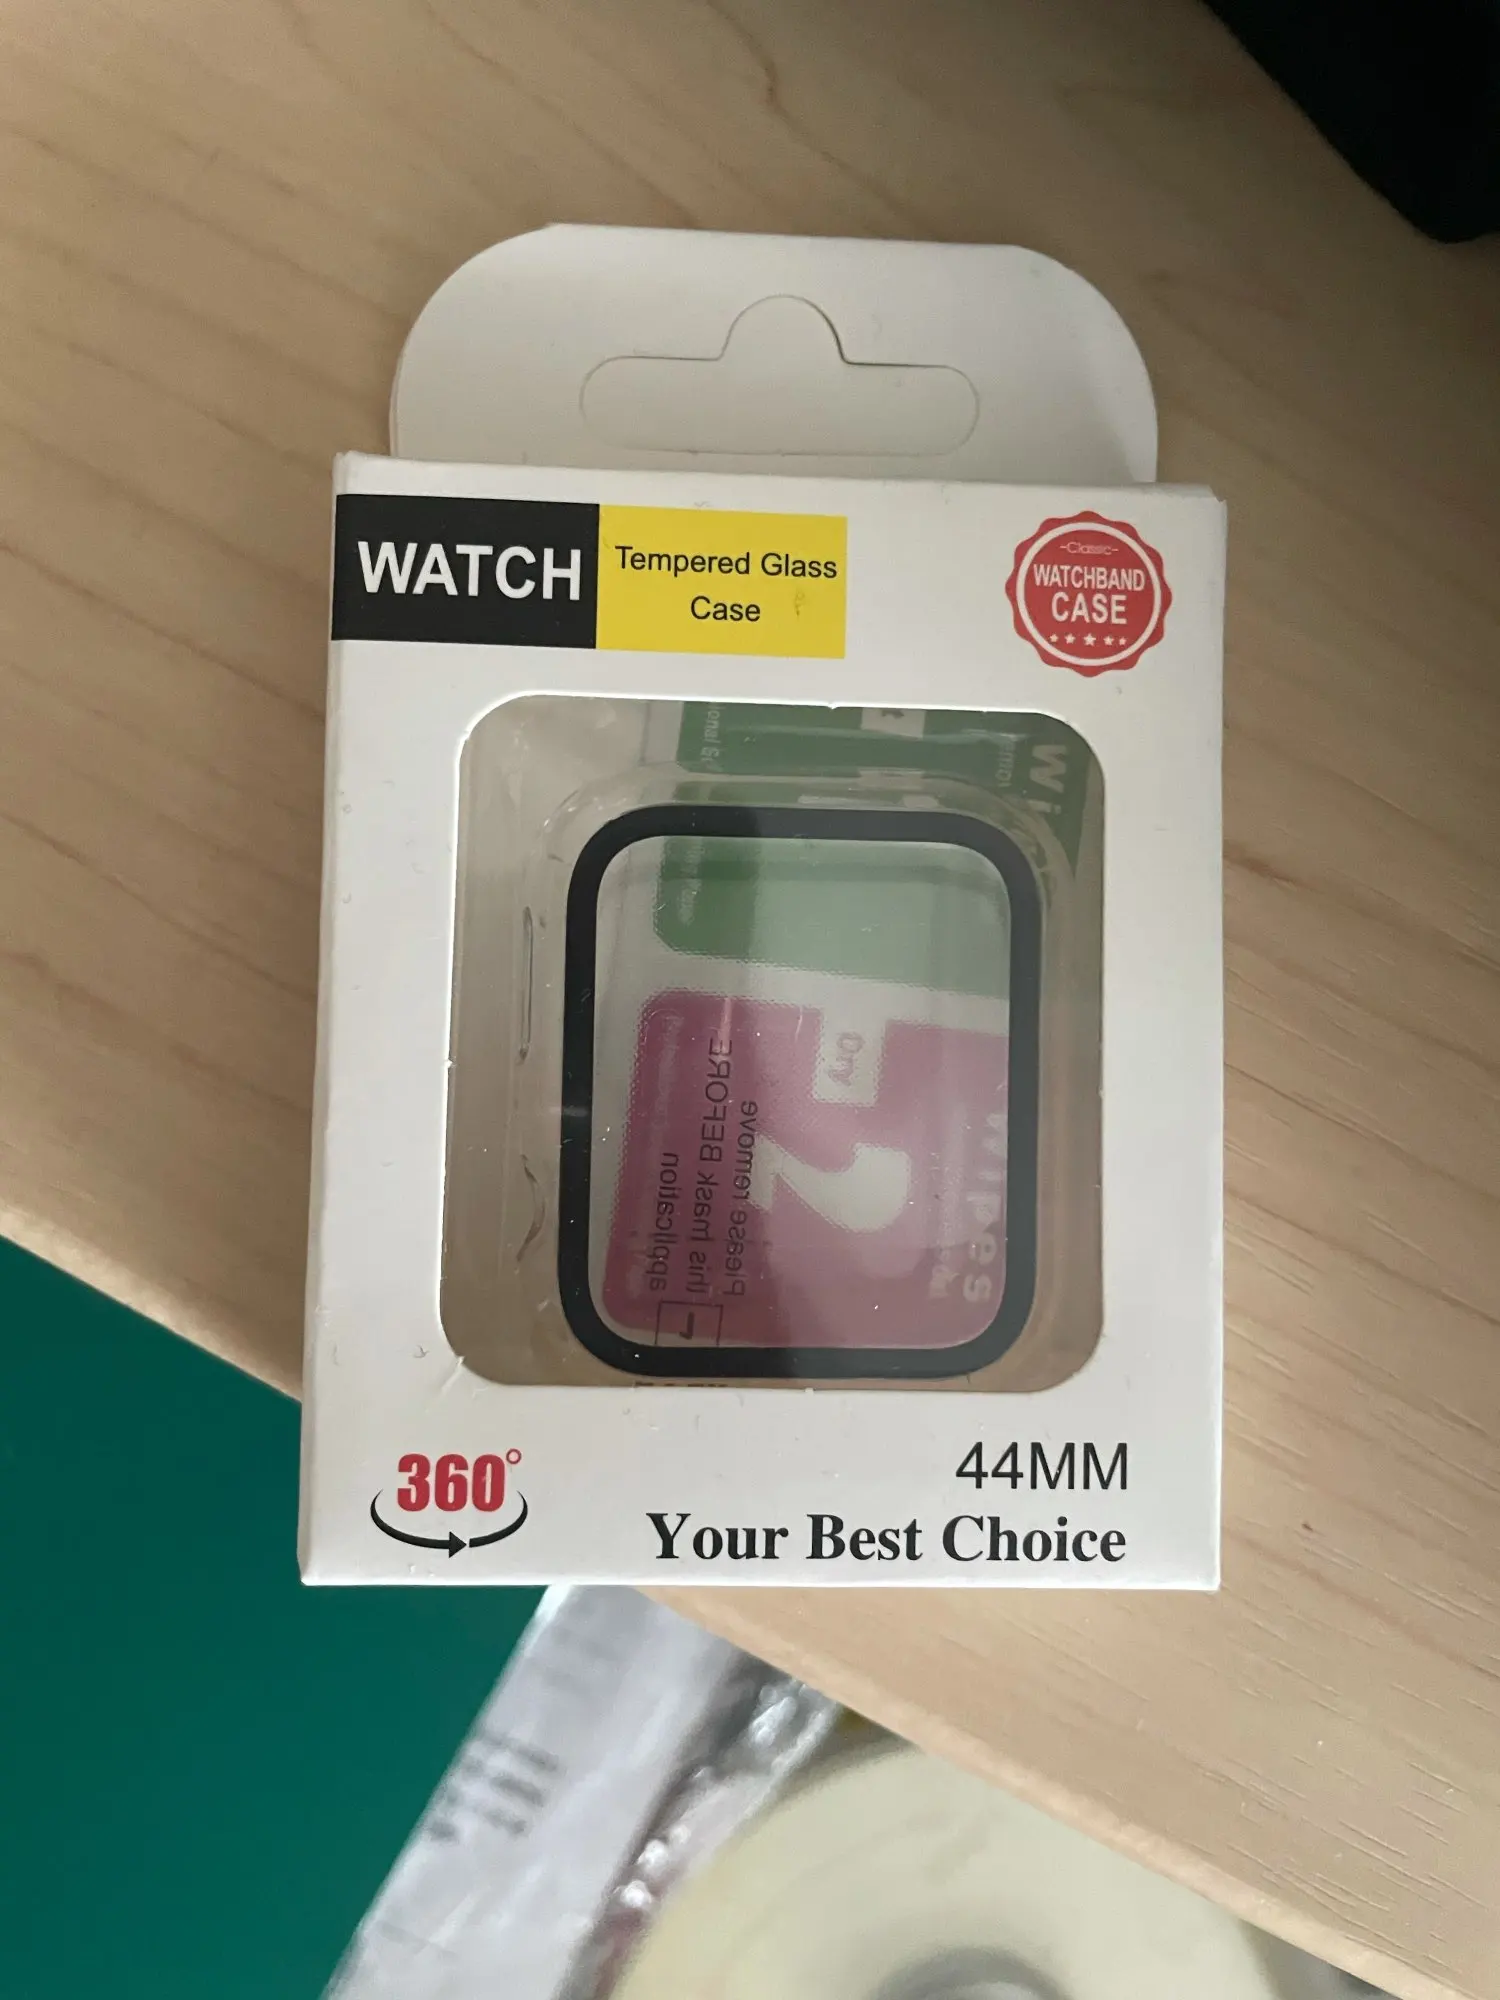 WATCH
Tempered Glass
Case
-Classic-
WATCHBAND
CASE
Wi
Dry
2
wipes
Please remove
this mask BEFORE
application
360°
44MM
Your Best Choice